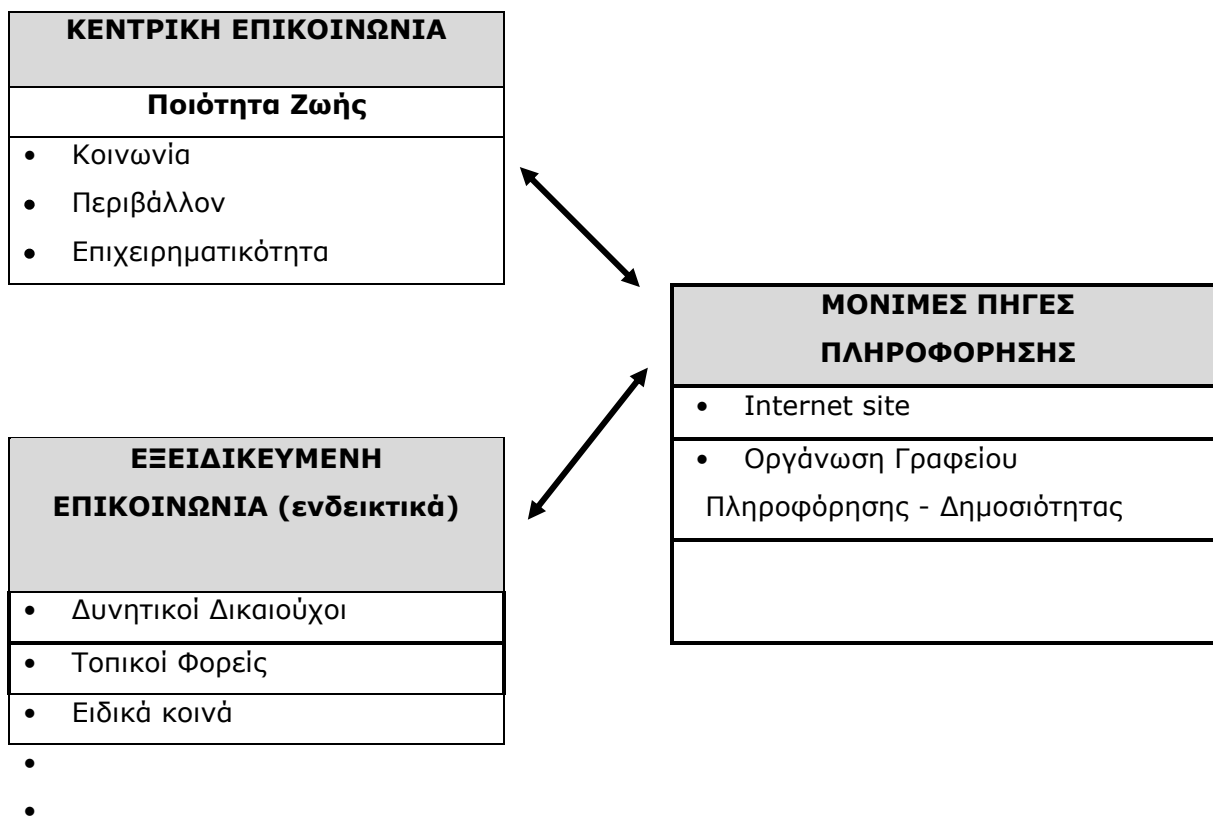 ΚΕΝΤΡΙΚΗ ΕΠΙΚΟΙΝΩΝΙΑ
Ποιότητα Ζωής
• Κοινωνία
• Περιβάλλον
• Επιχειρηματικότητα
ΕΞΕΙΔΙΚΕΥΜΕΝΗ
ΕΠΙΚΟΙΝΩΝΙΑ (ενδεικτικά)
• Δυνητικοί Δικαιούχοι
• Τοπικοί Φορείς
• Ειδικά κοινά
•
•
ΜΟΝΙΜΕΣ ΠΗΓΕΣ
ΠΛΗΡΟΦΟΡΗΣΗΣ
• Internet site
• Οργάνωση Γραφείου
Πληροφόρησης - Δημοσιότητας